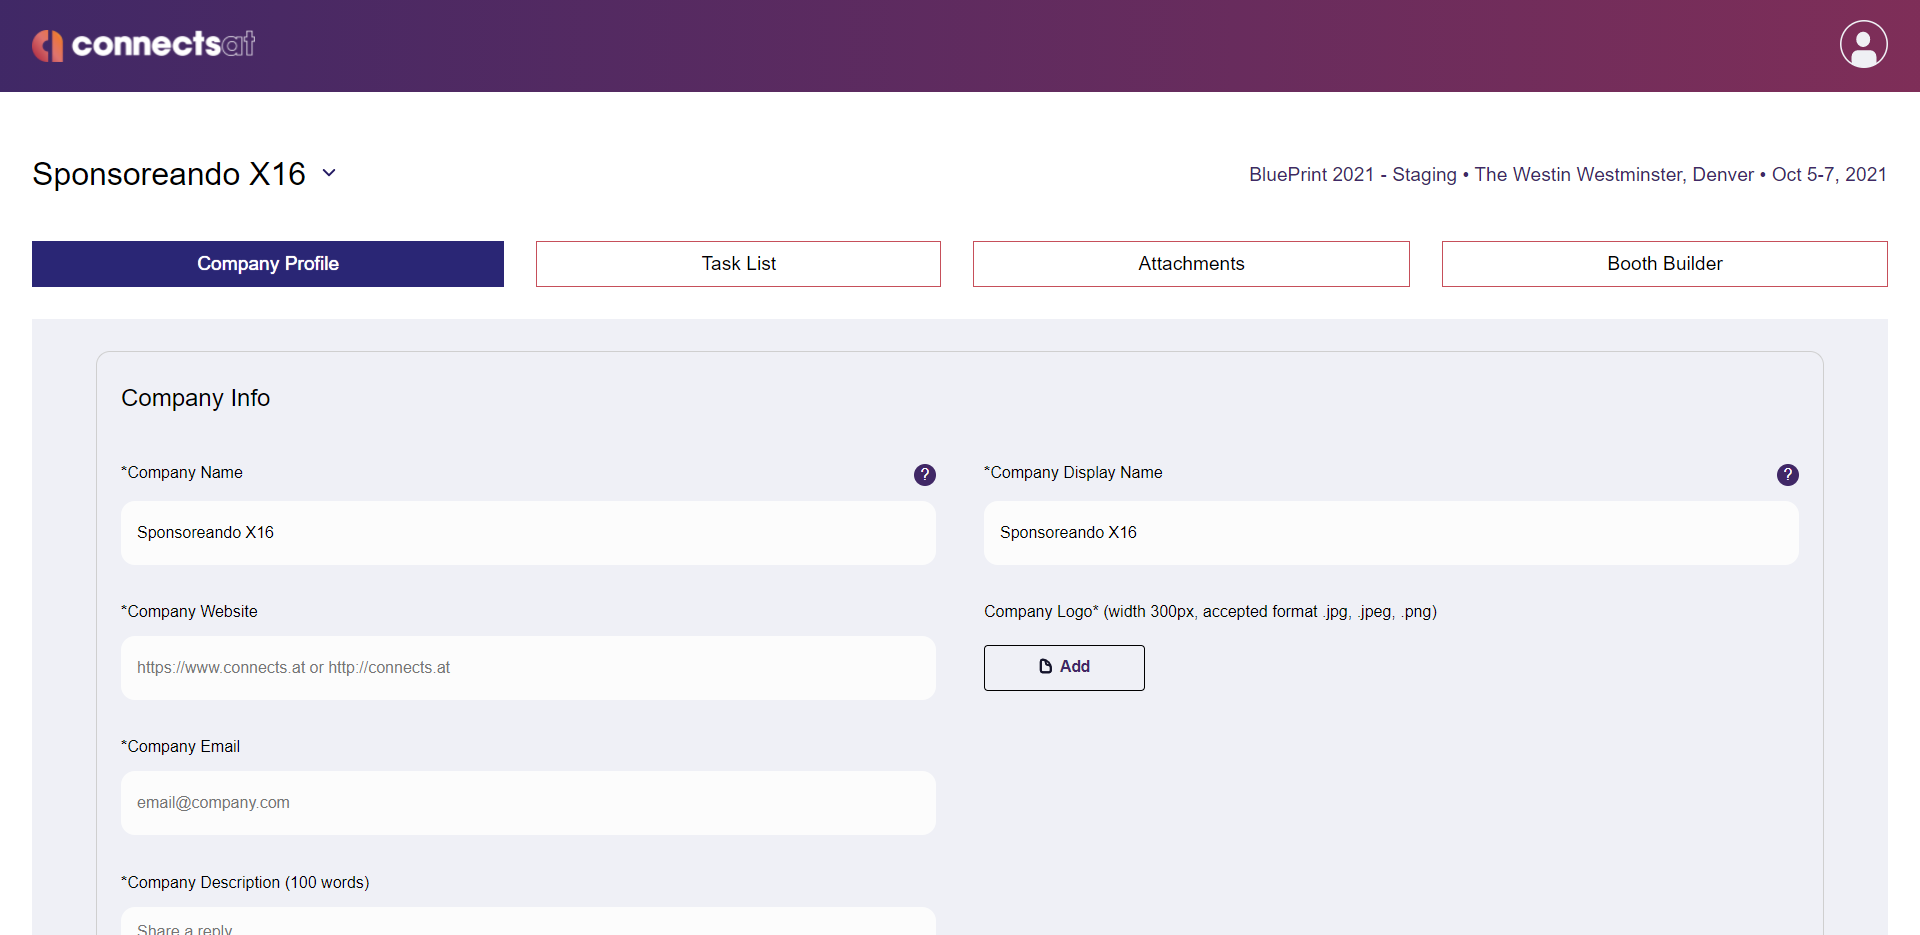 connectsat
Sponsoreando X16
BluePrint 2021 - Staging • The Westin Westminster, Denver • Oct 5-7, 2021
Company Profile
Task List
Attachments
Booth Builder
Company Info
*Company Name
?
*Company Display Name
?
Sponsoreando X16
Sponsoreando X16
*Company Website
Company Logo* (width 300px, accepted format .jpg, .jpeg, .png)
https://www.connects.at or http://connects.at
Add
*Company Email
email@company.com
*Company Description (100 words)
Share a reply